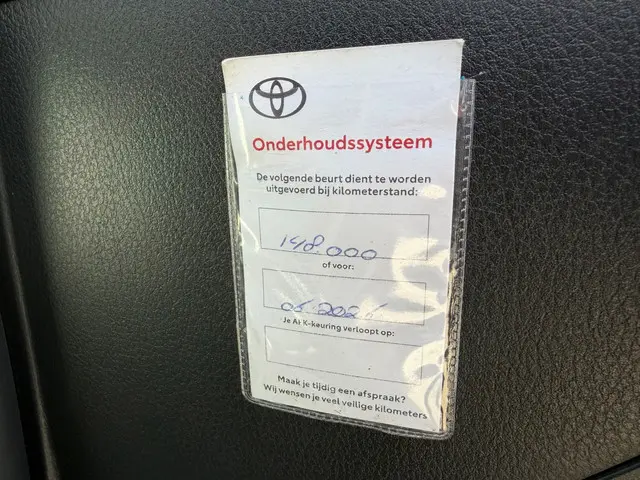 Onderhoudssysteem
De volgende beurt dient te worden
uitgevoerd bij kilometerstand:
148.000
of voor:
Je APK-keuring verloopt op:
Maak je tijdig een afspraak?
Wij wensen je veel veilige kilometers